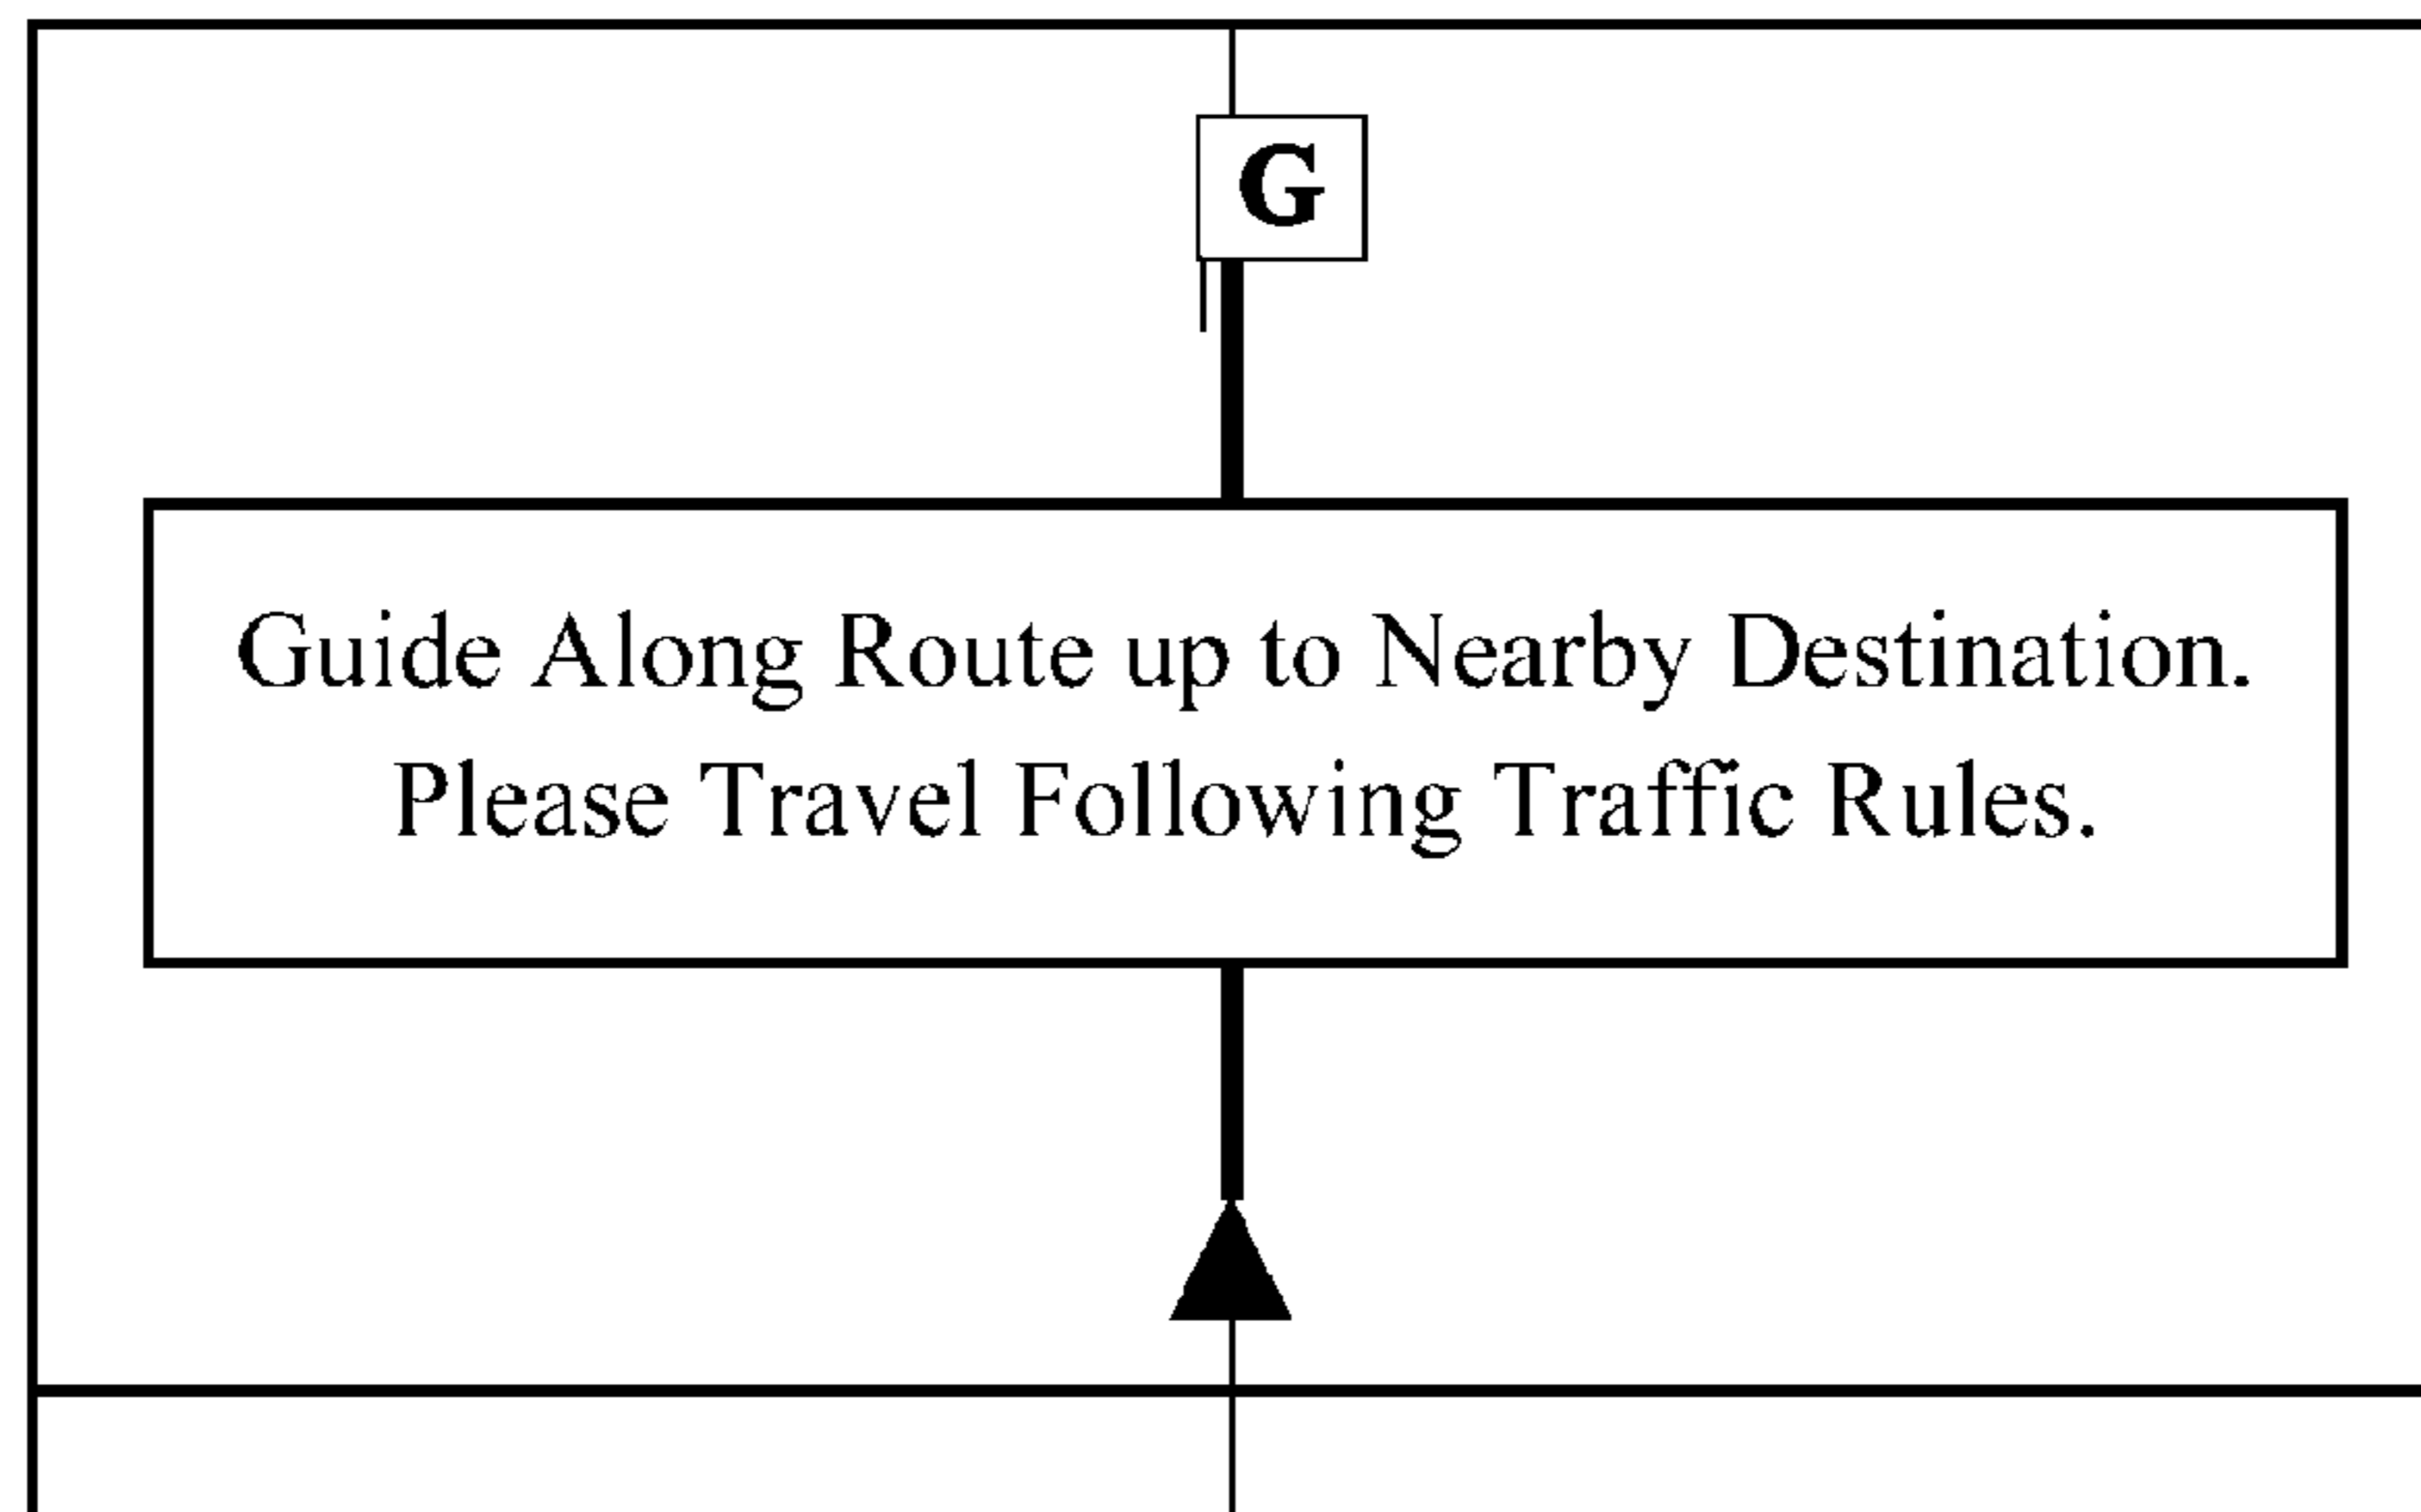 G
Guide Along Route up to Nearby Destination.
Please Travel Following Traffic Rules.